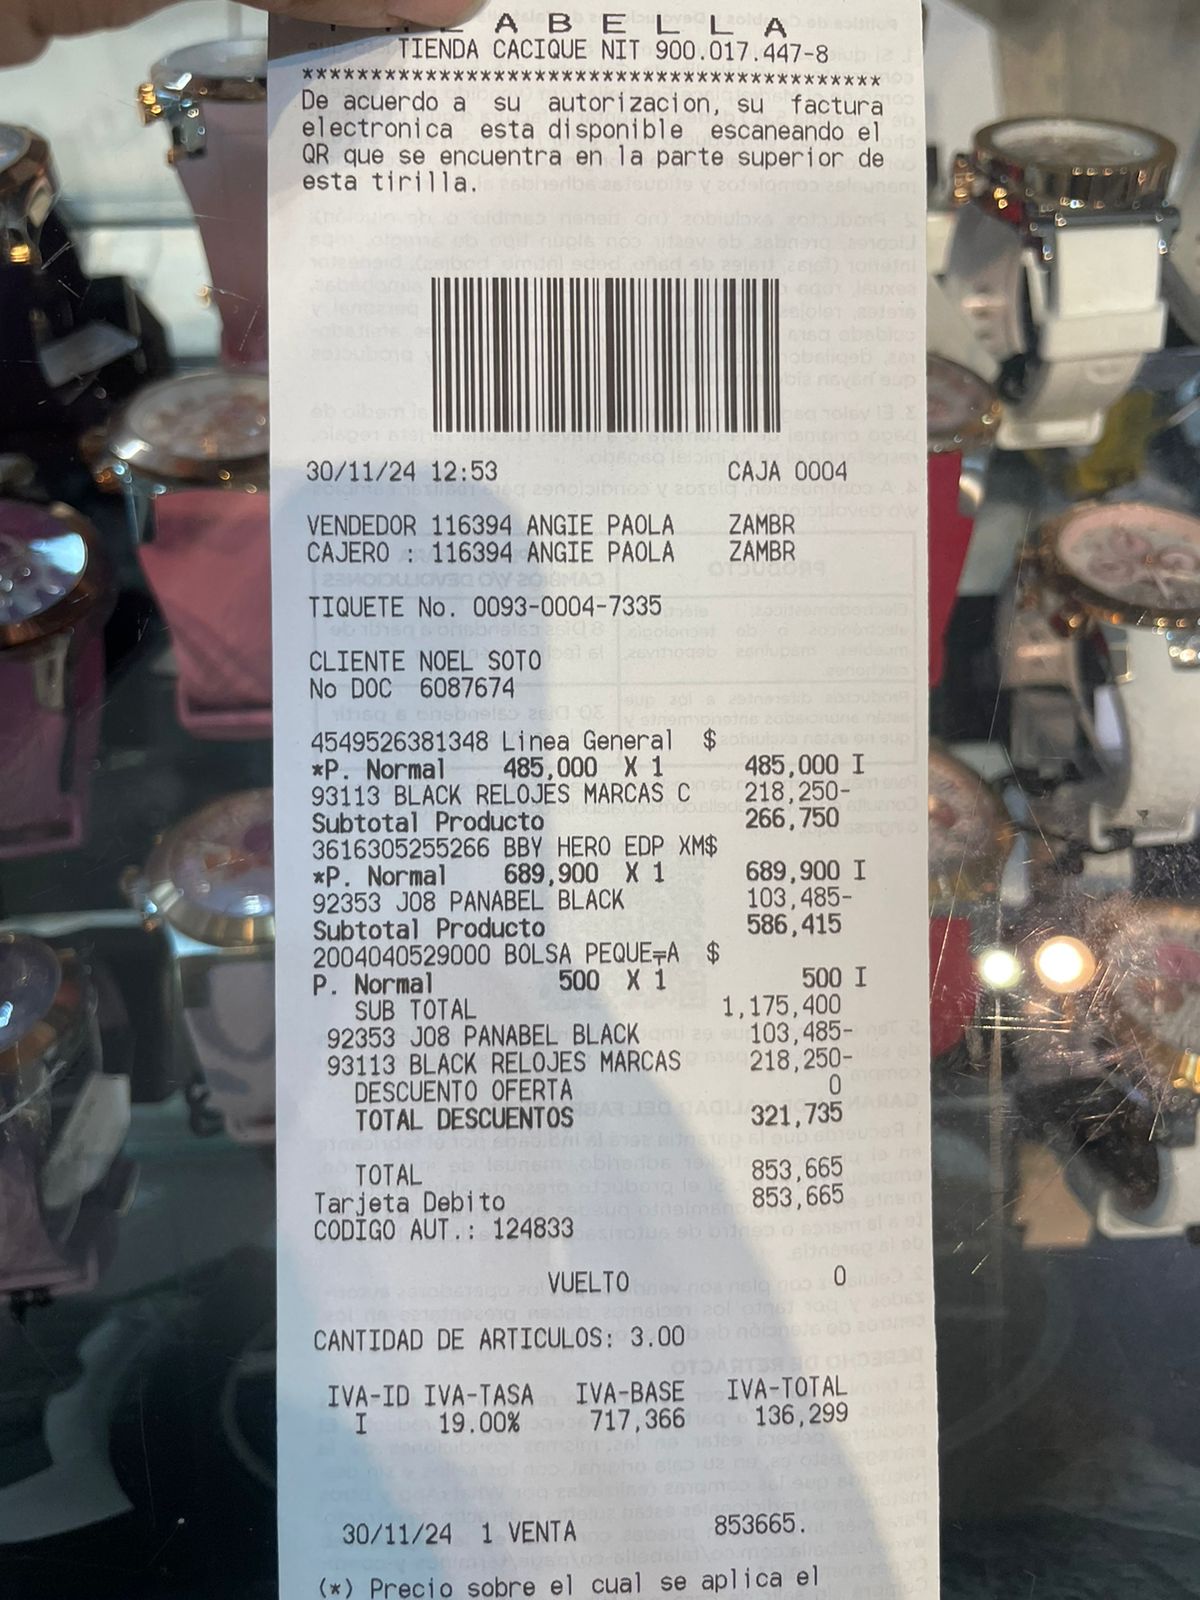 A B E L L A
TIENDA CACIQUE NIT 900.017.447-8
*******************************************
De acuerdo a su autorizacion, su factura
electronica esta disponible escaneando el
QR que se encuentra en la parte superior de
esta tirilla.
30/11/24 12:53 CAJA 0004
VENDEDOR 116394 ANGIE PAOLA ZAMBR
CAJERO : 116394 ANGIE PAOLA ZAMBR
TIQUETE No. 0093-0004-7335
CLIENTE NOEL SOTO
No DOC 6087674
4549526381348 Linea General $
*P. Normal 485,000 X 1 485,000 I
93113 BLACK RELOJES MARCAS C 218,250-
Subtotal Producto 266,750
3616305255266 BBY HERO EDP XM$
*P. Normal 689,900 X 1 689,900 I
92353 J08 PANABEL BLACK 103,485-
Subtotal Producto 586,415
2004040529000 BOLSA PEQUE╤A $
P. Normal 500 X 1 500 I
SUB TOTAL 1,175,400
92353 J08 PANABEL BLACK 103,485-
93113 BLACK RELOJES MARCAS 218,250-
DESCUENTO OFERTA 0
TOTAL DESCUENTOS 321,735
TOTAL 853,665
Tarjeta Debito 853,665
CODIGO AUT.: 124833
VUELTO 0
CANTIDAD DE ARTICULOS: 3.00
IVA-ID IVA-TASA IVA-BASE IVA-TOTAL
I 19.00% 717,366 136,299
30/11/24 1 VENTA 853665.
(*) Precio sobre el cual se aplica el